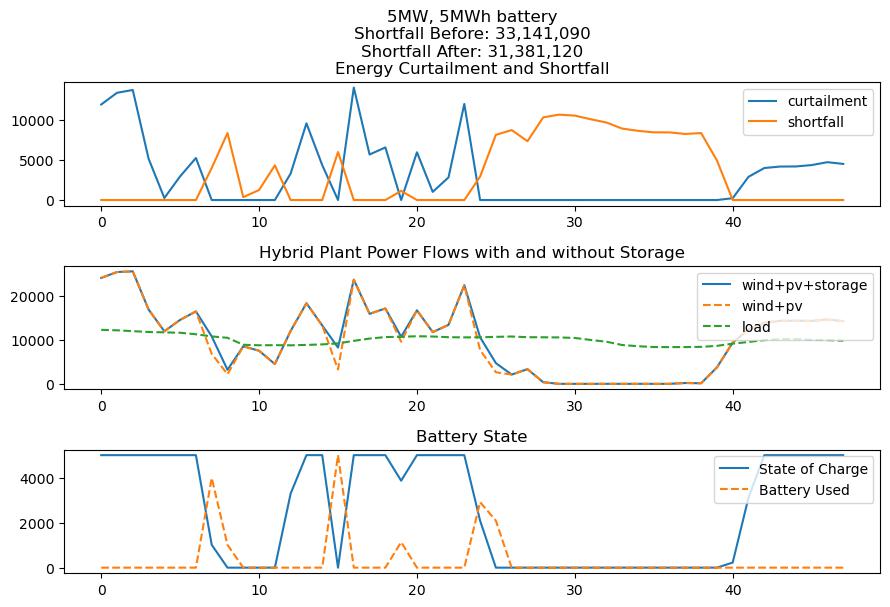 5MW, 5MWh battery
Shortfall Before: 33,141,090
Shortfall After: 31,381,120
Energy Curtailment and Shortfall
curtailment
shortfall
10000
5000
0
0 10 20 30 40
Hybrid Plant Power Flows with and without Storage
wind+pv+storage
wind+pv
load
20000
10000
0
0 10 20 30 40
Battery State
State of Charge
Battery Used
4000
2000
0
0 10 20 30 40